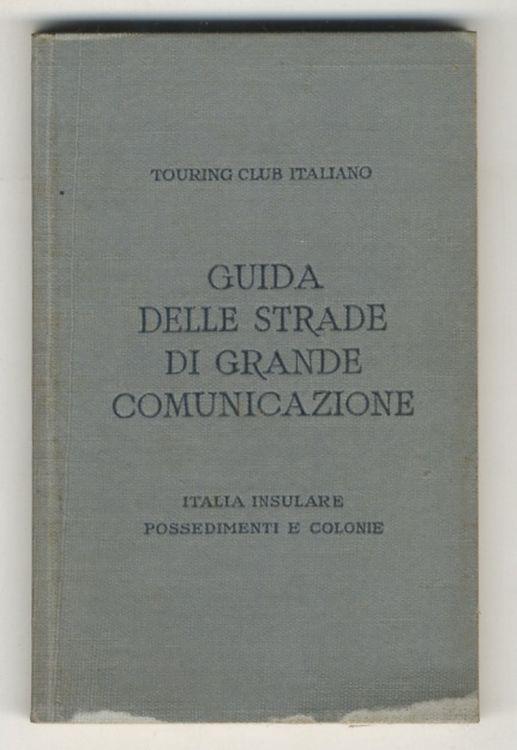 TOURING CLUB ITALIANO
GUIDA
DELLE STRADE
DI GRANDE
COMUNICAZIONE
ITALIA INSULARE
POSSEDIMENTI E COLONIE